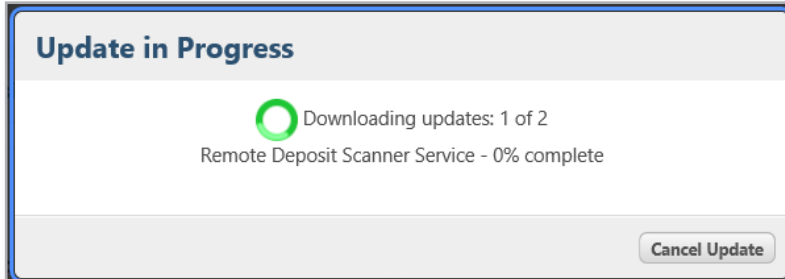 Update in Progress
Downloading updates: 1 of 2
Remote Deposit Scanner Service - 0% complete
Cancel Update